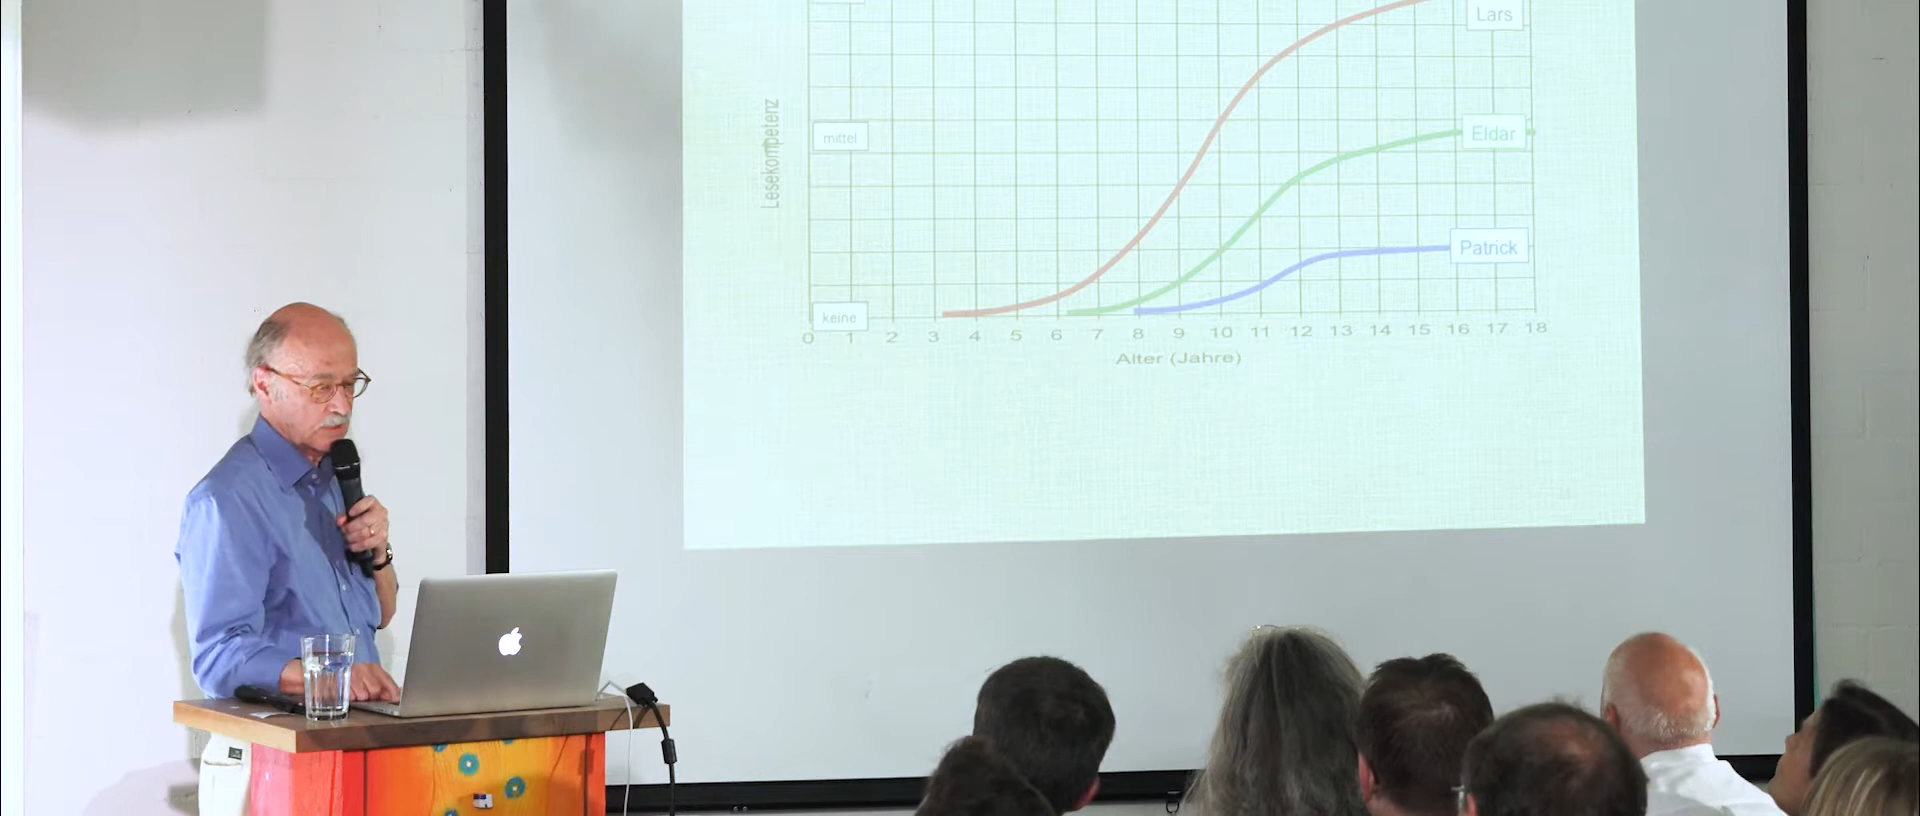 Lars
Lesekompetenz
mittel
Eldar
Patrick
keine
0 1 2 3 4 5 6 7 8 9 10 11 12 13 14 15 16 17 18
Alter (Jahre)